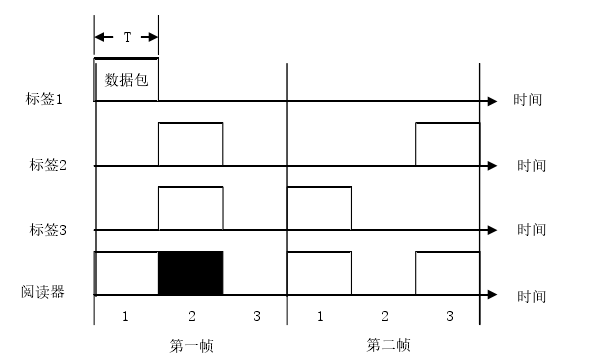 T
数据包
标签1 时间
标签2 时间
标签3 时间
阅读器 时间
1 2 3 1 2 3
第一帧 第二帧